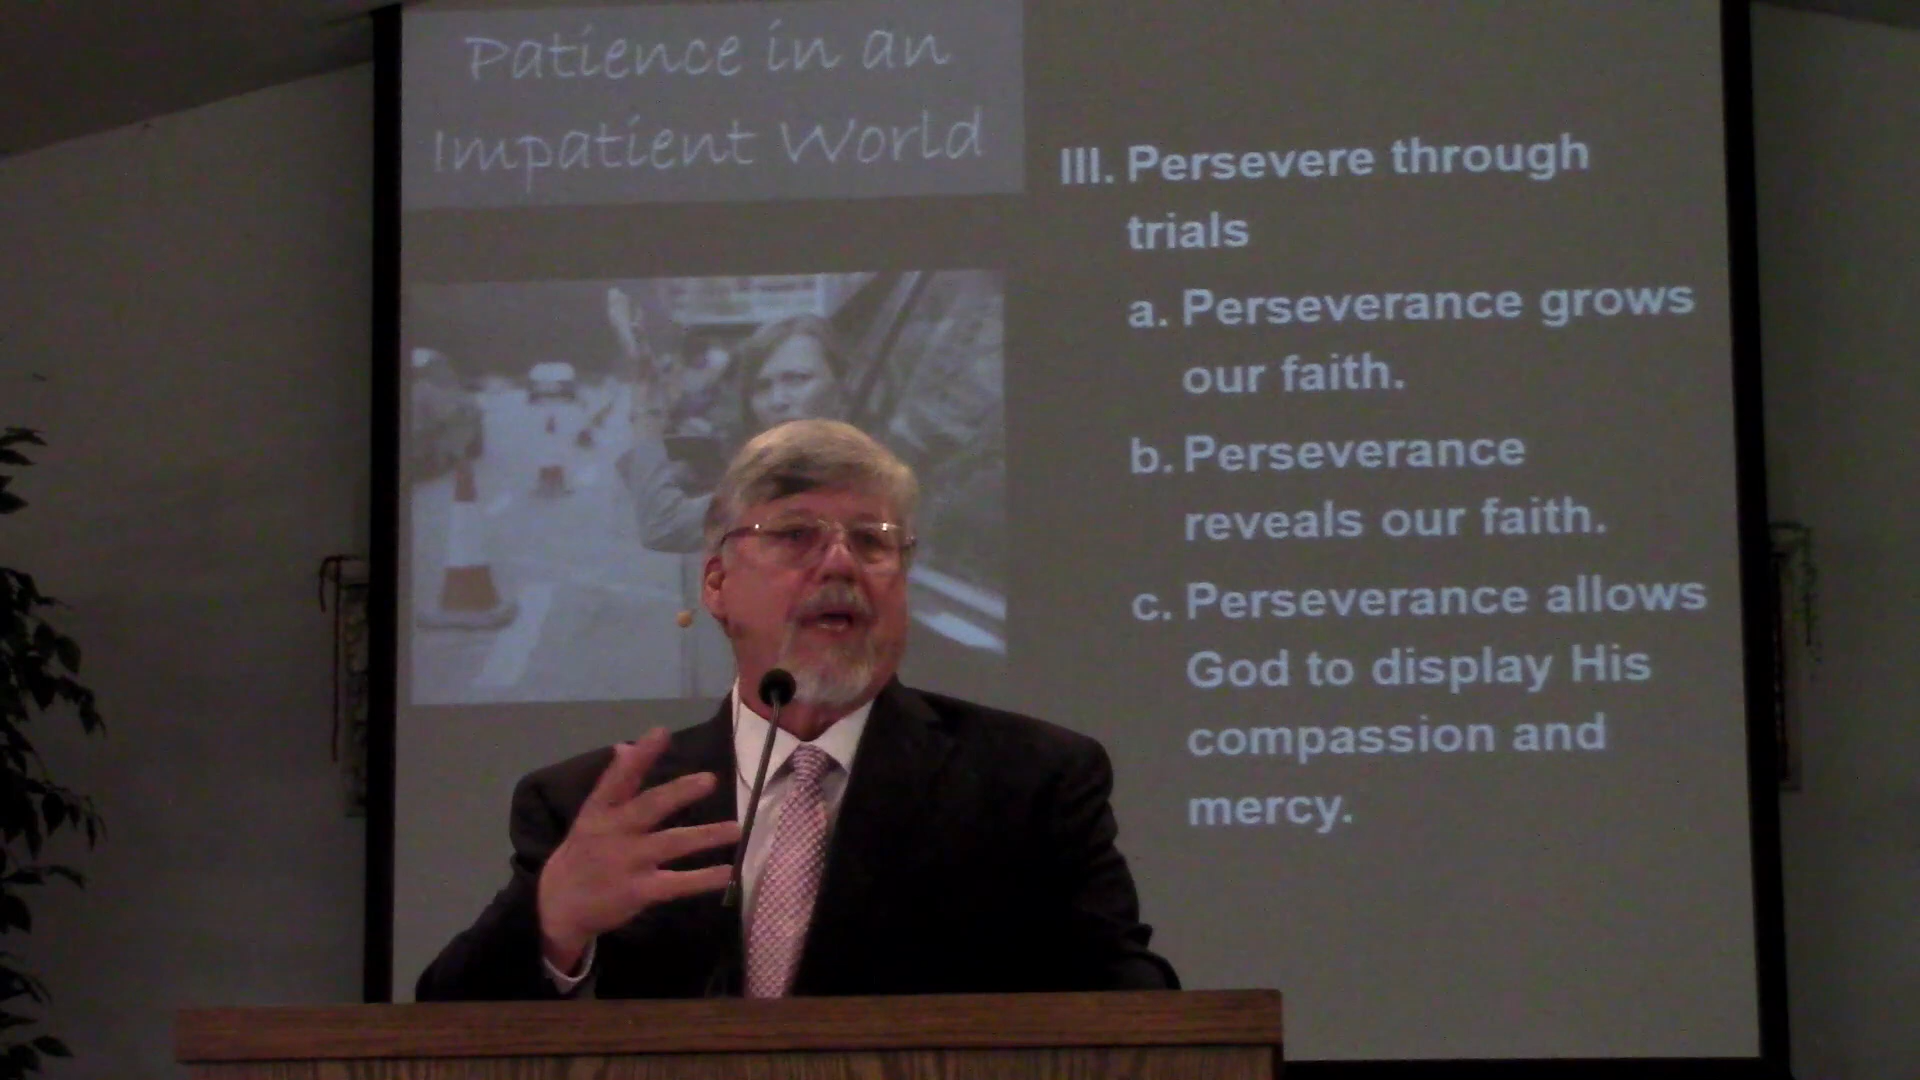 Patience in an
Impatient World
III. Persevere through
trials
a. Perseverance grows
our faith.
b. Perseverance
reveals our faith.
c. Perseverance allows
God to display His
compassion and
mercy.